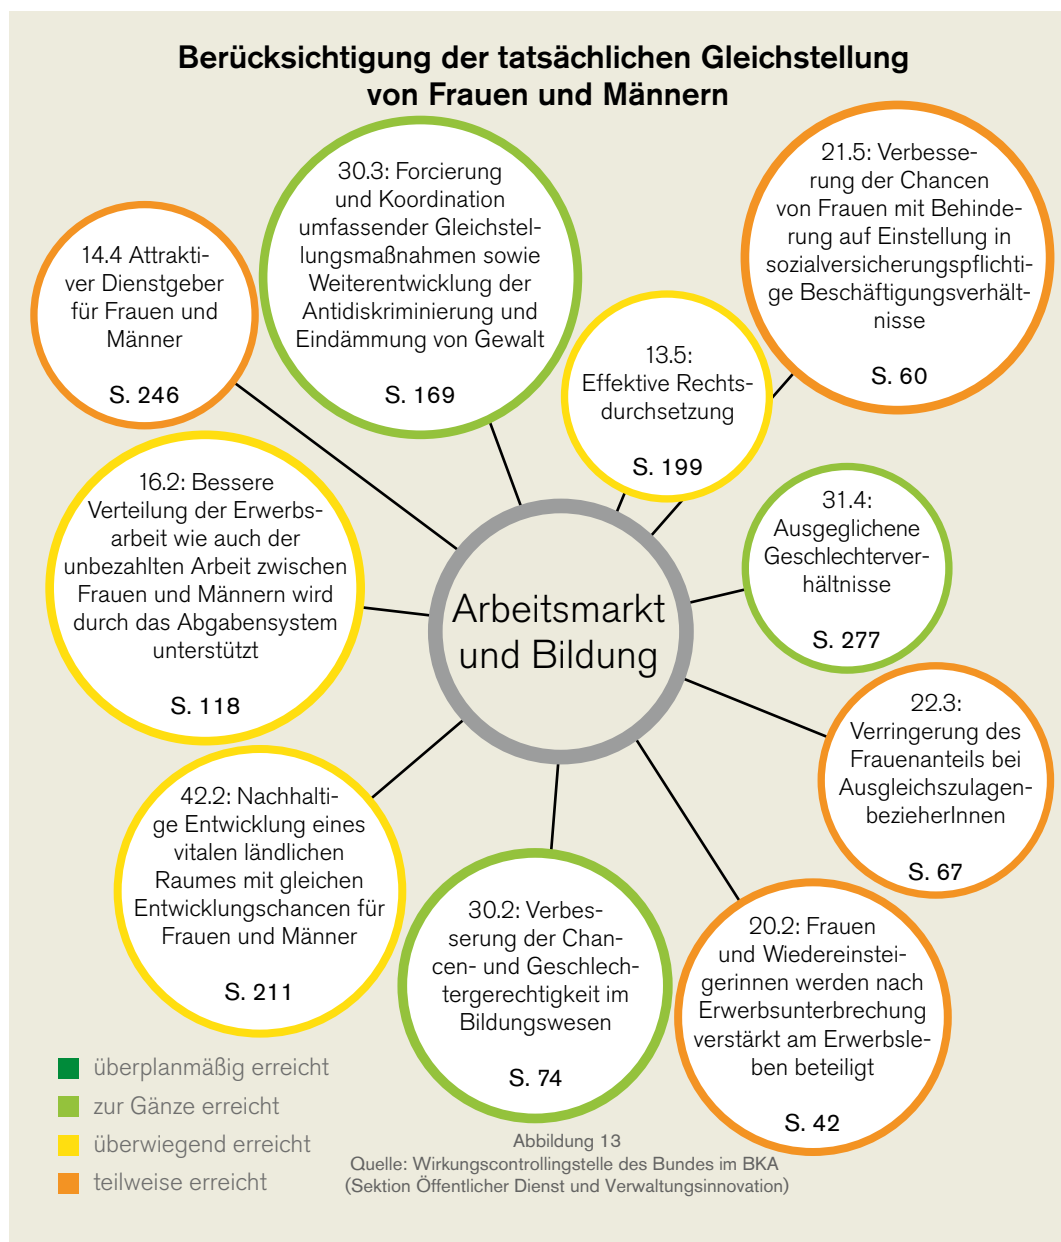 Berücksichtigung der tatsächlichen Gleichstellung
von Frauen und Männern
14.4 Attrakti-
ver Dienstgeber
für Frauen und
Männer
S. 246
30.3: Forcierung
und Koordination
umfassender Gleichstel-
lungsmaßnahmen sowie
Weiterentwicklung der
Antidiskriminierung und
Eindämmung von Gewalt
S. 169
13.5:
Effektive Rechts-
durchsetzung
S. 199
21.5: Verbesse-
rung der Chancen
von Frauen mit Behinde-
rung auf Einstellung in
sozialversicherungspflichti-
ge Beschäftigungsverhält-
nisse
S. 60
16.2: Bessere
Verteilung der Erwerbs-
arbeit wie auch der
unbezahlten Arbeit zwischen
Frauen und Männern wird
durch das Abgabensystem
unterstützt
S. 118
Arbeitsmarkt
und Bildung
31.4:
Ausgeglichene
Geschlechterver-
hältnisse
S. 277
22.3:
Verringerung des
Frauenanteils bei
Ausgleichszulagen-
bezieherInnen
S. 67
42.2: Nachhalti-
ge Entwicklung eines
vitalen ländlichen
Raumes mit gleichen
Entwicklungschancen für
Frauen und Männer
S. 211
30.2: Verbes-
serung der Chan-
cen- und Geschlech-
tergerechtigkeit im
Bildungswesen
S. 74
20.2: Frauen
und Wiedereinstei-
gerinnen werden nach
Erwerbsunterbrechung
verstärkt am Erwerbsle-
ben beteiligt
S. 42
überplanmäßig erreicht
zur Gänze erreicht
überwiegend erreicht
teilweise erreicht
Abbildung 13
Quelle: Wirkungscontrollingstelle des Bundes im BKA
(Sektion Öffentlicher Dienst und Verwaltungsinnovation)